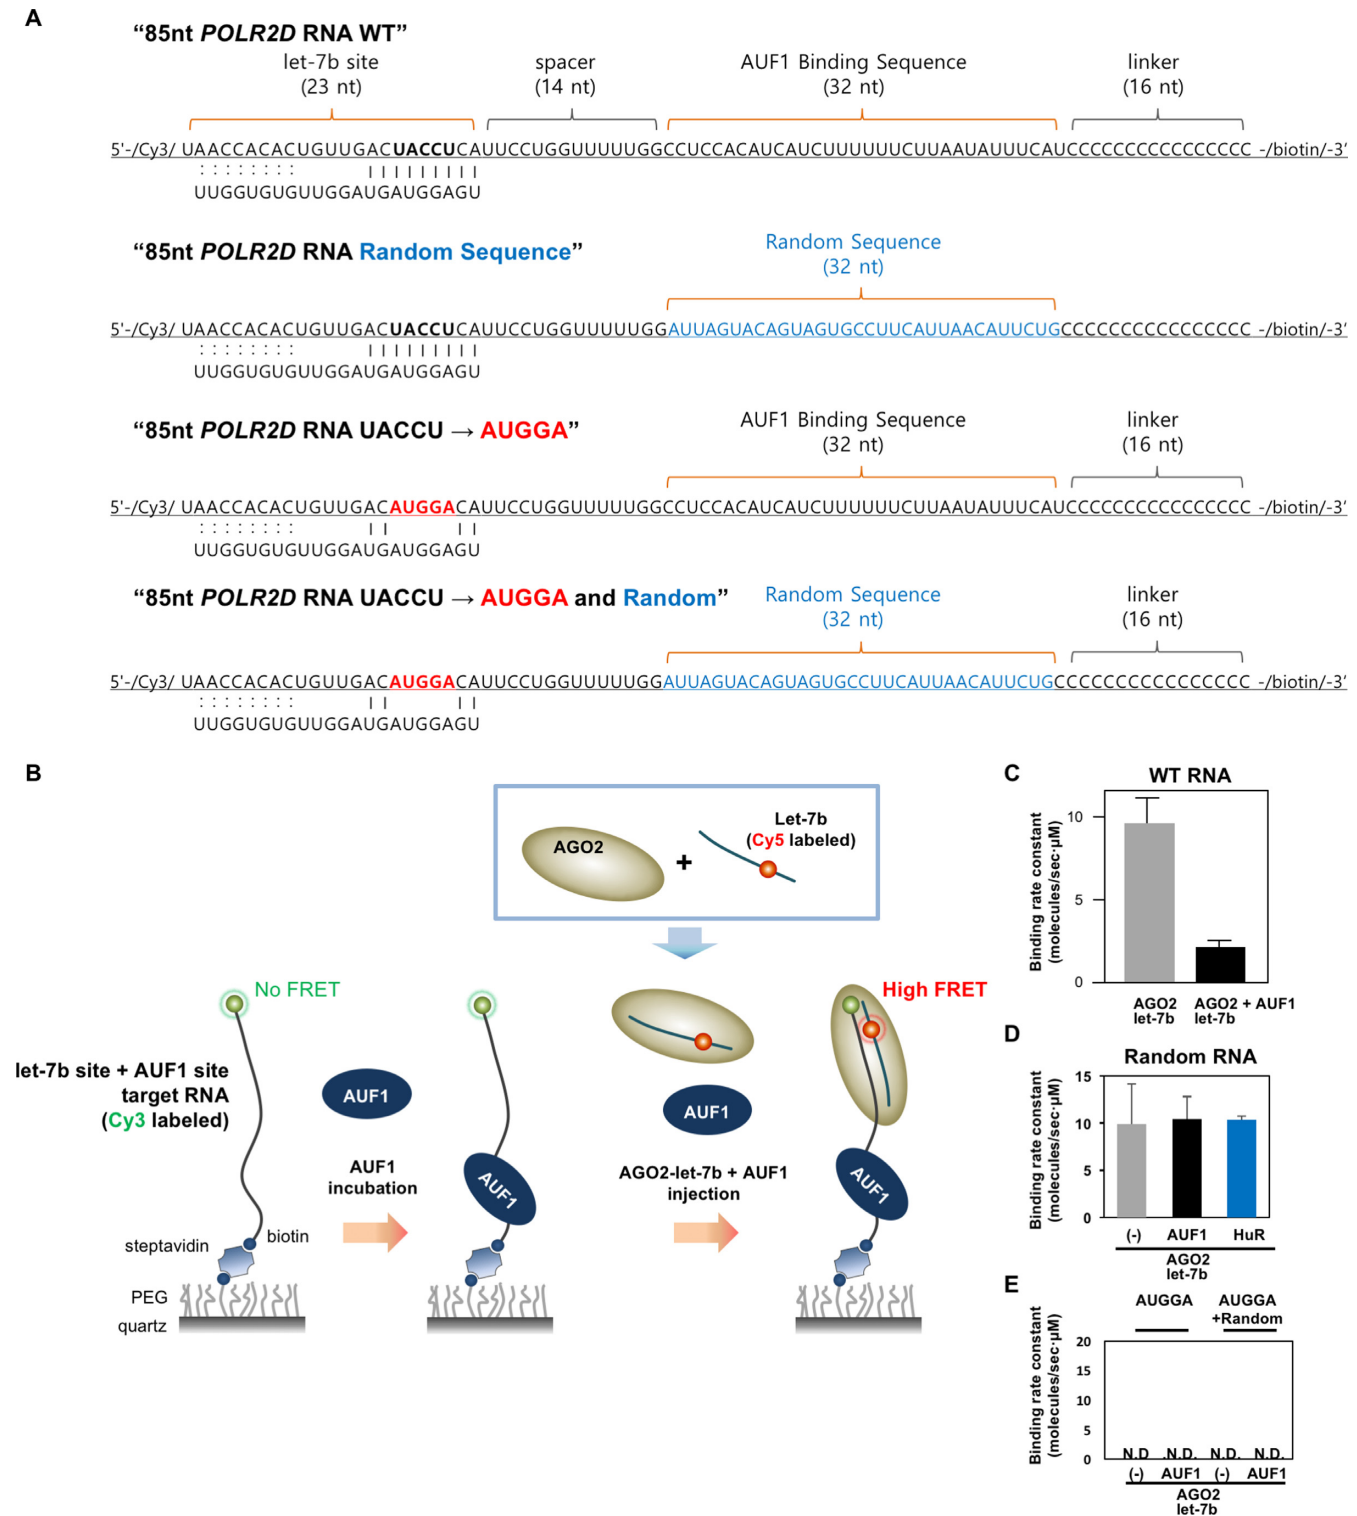 A
“85nt POLR2D RNA WT”
let-7b site
(23 nt)
spacer
(14 nt)
AUF1 Binding Sequence
(32 nt)
linker
(16 nt)
5'-/Cy3/ UAACCACACUGUUGACUACCUCAUUCCUGGUUUUUGGCCUCCACAUCAUCUUUUUUCUUAAUAUUUCAUCCCCCCCCCCCCCCCC -/biotin/-3'
UUGGUGUGUUGGAUGAUGGAGU
“85nt POLR2D RNA Random Sequence”
Random Sequence
(32 nt)
5'-/Cy3/ UAACCACACUGUUGACUACCUCAUUCCUGGUUUUUGGAUUAGUACAGUAGUGCCUUCAUUAACAUUCUGCCCCCCCCCCCCCCCC -/biotin/-3'
UUGGUGUGUUGGAUGAUGGAGU
“85nt POLR2D RNA UACCU → AUGGA”
AUF1 Binding Sequence
(32 nt)
linker
(16 nt)
5'-/Cy3/ UAACCACACUGUUGACAUGGACAUUCCUGGUUUUUGGCCUCCACAUCAUCUUUUUUCUUAAUAUUUCAUCCCCCCCCCCCCCCCC -/biotin/-3'
UUGGUGUGUUGGAUGAUGGAGU
“85nt POLR2D RNA UACCU → AUGGA and Random”
Random Sequence
(32 nt)
linker
(16 nt)
5'-/Cy3/ UAACCACACUGUUGACAUGGACAUUCCUGGUUUUUGGAUUAGUACAGUAGUGCCUUCAUUAACAUUCUGCCCCCCCCCCCCCCCC -/biotin/-3'
UUGGUGUGUUGGAUGAUGGAGU
B
AGO2
+
Let-7b
(Cy5 labeled)
No FRET
High FRET
let-7b site + AUF1 site
target RNA
(Cy3 labeled)
AUF1
AUF1
incubation
AUF1
AUF1
AGO2-let-7b + AUF1
injection
AUF1
steptavidin
biotin
PEG
quartz
C
WT RNA
Binding rate constant
(molecules/sec·μM)
10
5
0
AGO2
let-7b
AGO2 + AUF1
let-7b
D
Random RNA
Binding rate constant
(molecules/sec·μM)
15
10
5
0
(-)
AUF1
HuR
AGO2
let-7b
E
AUGGA
AUGGA
+Random
Binding rate constant
(molecules/sec·μM)
20
15
10
5
0
N.D .N.D. N.D. N.D.
(-)
AUF1
(-)
AUF1
AGO2
let-7b